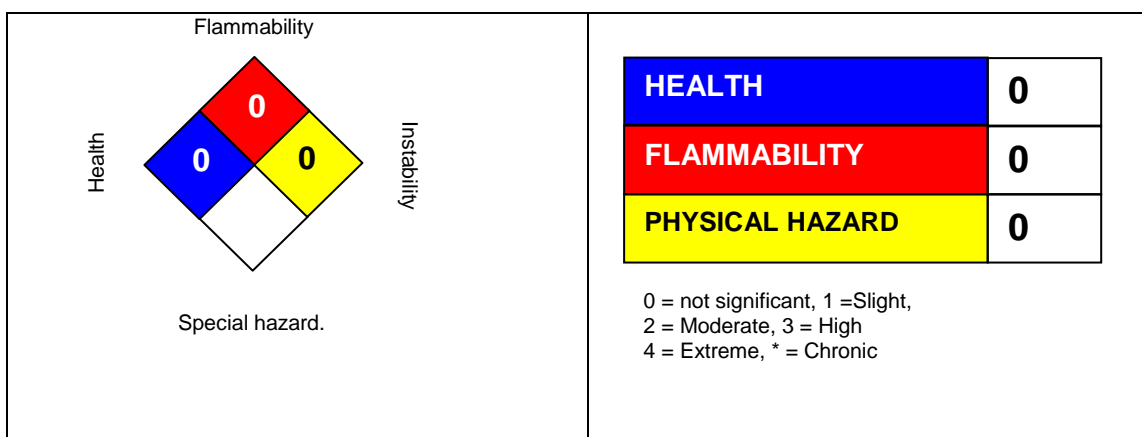 Flammability
0
0
0
Health
Instability
Special hazard.
HEALTH 0
FLAMMABILITY 0
PHYSICAL HAZARD 0
0 = not significant, 1 =Slight,
2 = Moderate, 3 = High
4 = Extreme, * = Chronic